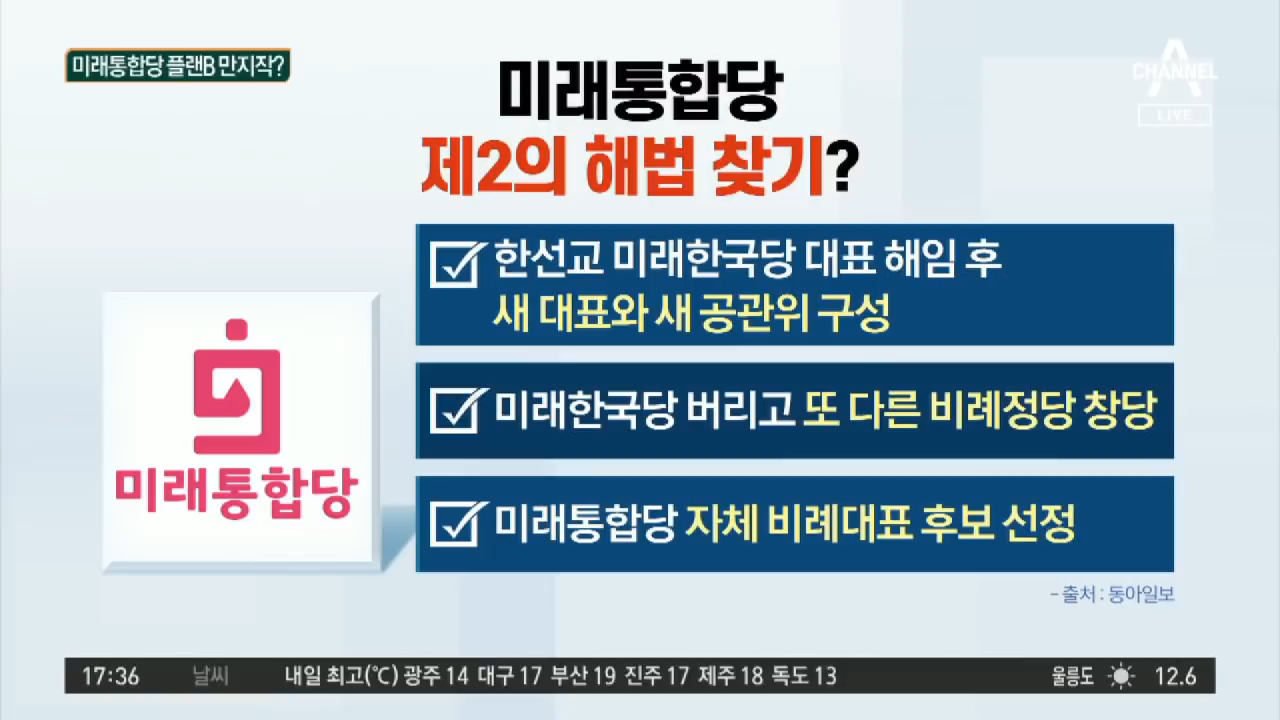 미래통합당 플랜B 만지작?
CHANNEL A
LIVE
미래통합당
제2의 해법 찾기?
한선교 미래한국당 대표 해임 후
새 대표와 새 공관위 구성
미래한국당 버리고 또 다른 비례정당 창당
미래통합당 자체 비례대표 후보 선정
미래통합당
- 출처 : 동아일보
17:36 날씨 내일 최고(℃) 광주 14 대구 17 부산 19 진주 17 제주 18 독도 13 울릉도 12.6